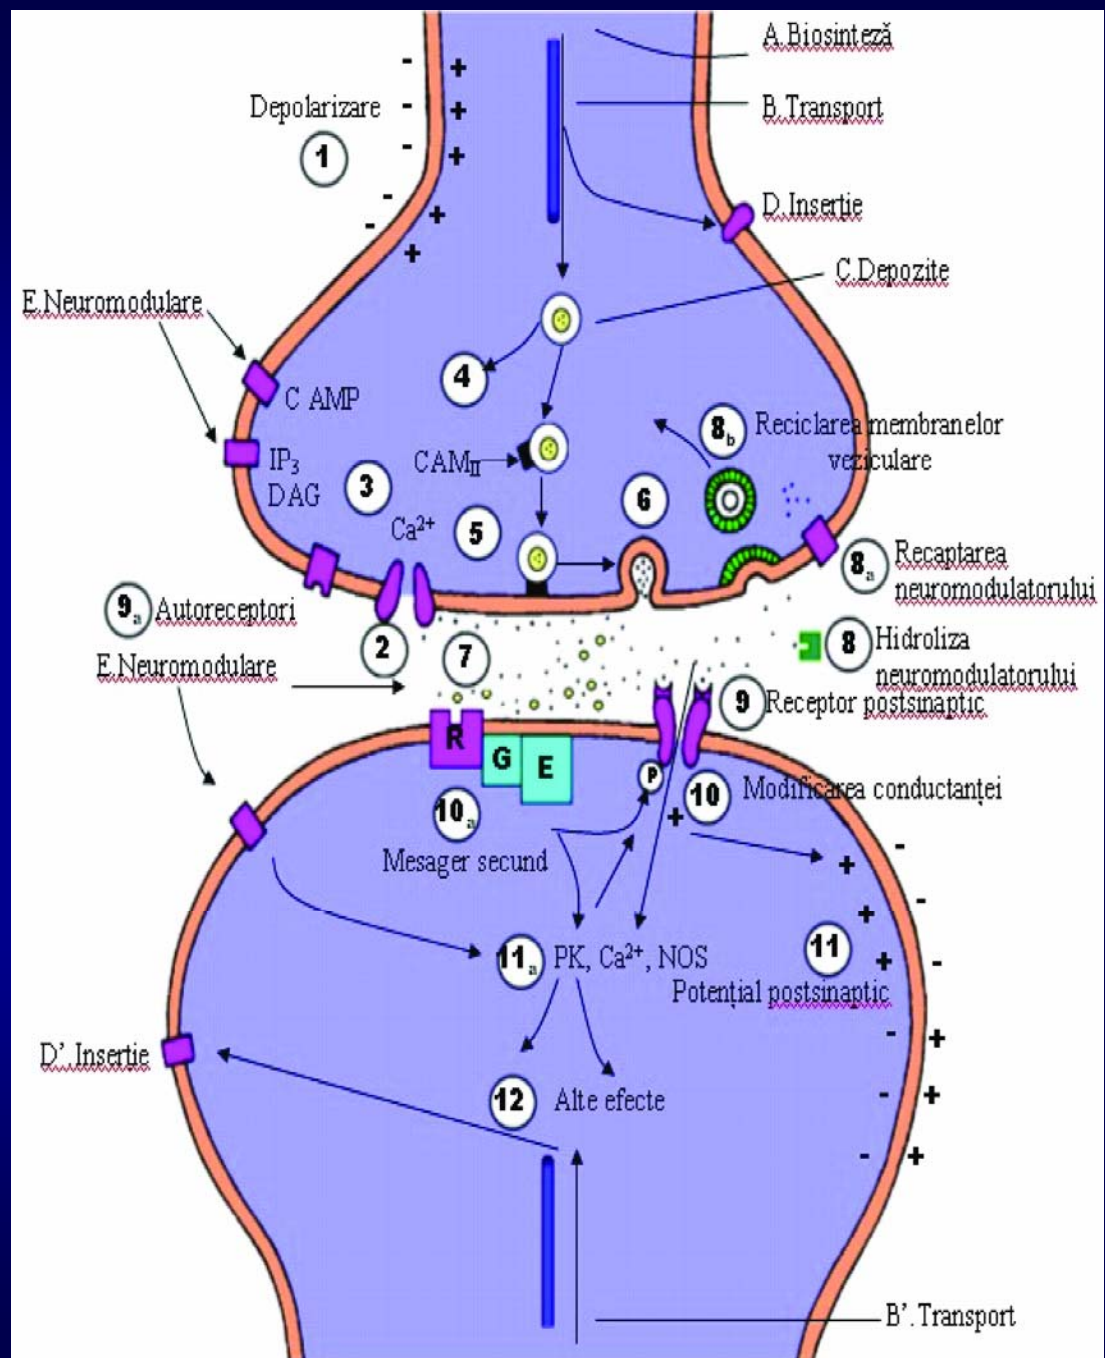 A.Biosinteză
Depolarizare
B.Transport
1
D.Inserție
C.Depozite
E.Neuromodulare
4
C AMP
8b Reciclarea membranelor
veziculare
CAMII
IP3
DAG
3
6
Ca2+
5
8a Recaptarea
neuromodulatorului
9a Autoreceptori
2
7
8 Hidroliza
neuromodulatorului
E.Neuromodulare
9 Receptor postsinaptic
R
G
E
P
10 Modificarea conductanței
10a
Mesager secund
11
11a PK, Ca2+, NOS
Potențial postsinaptic
D'.Inserție
12 Alte efecte
B'.Transport